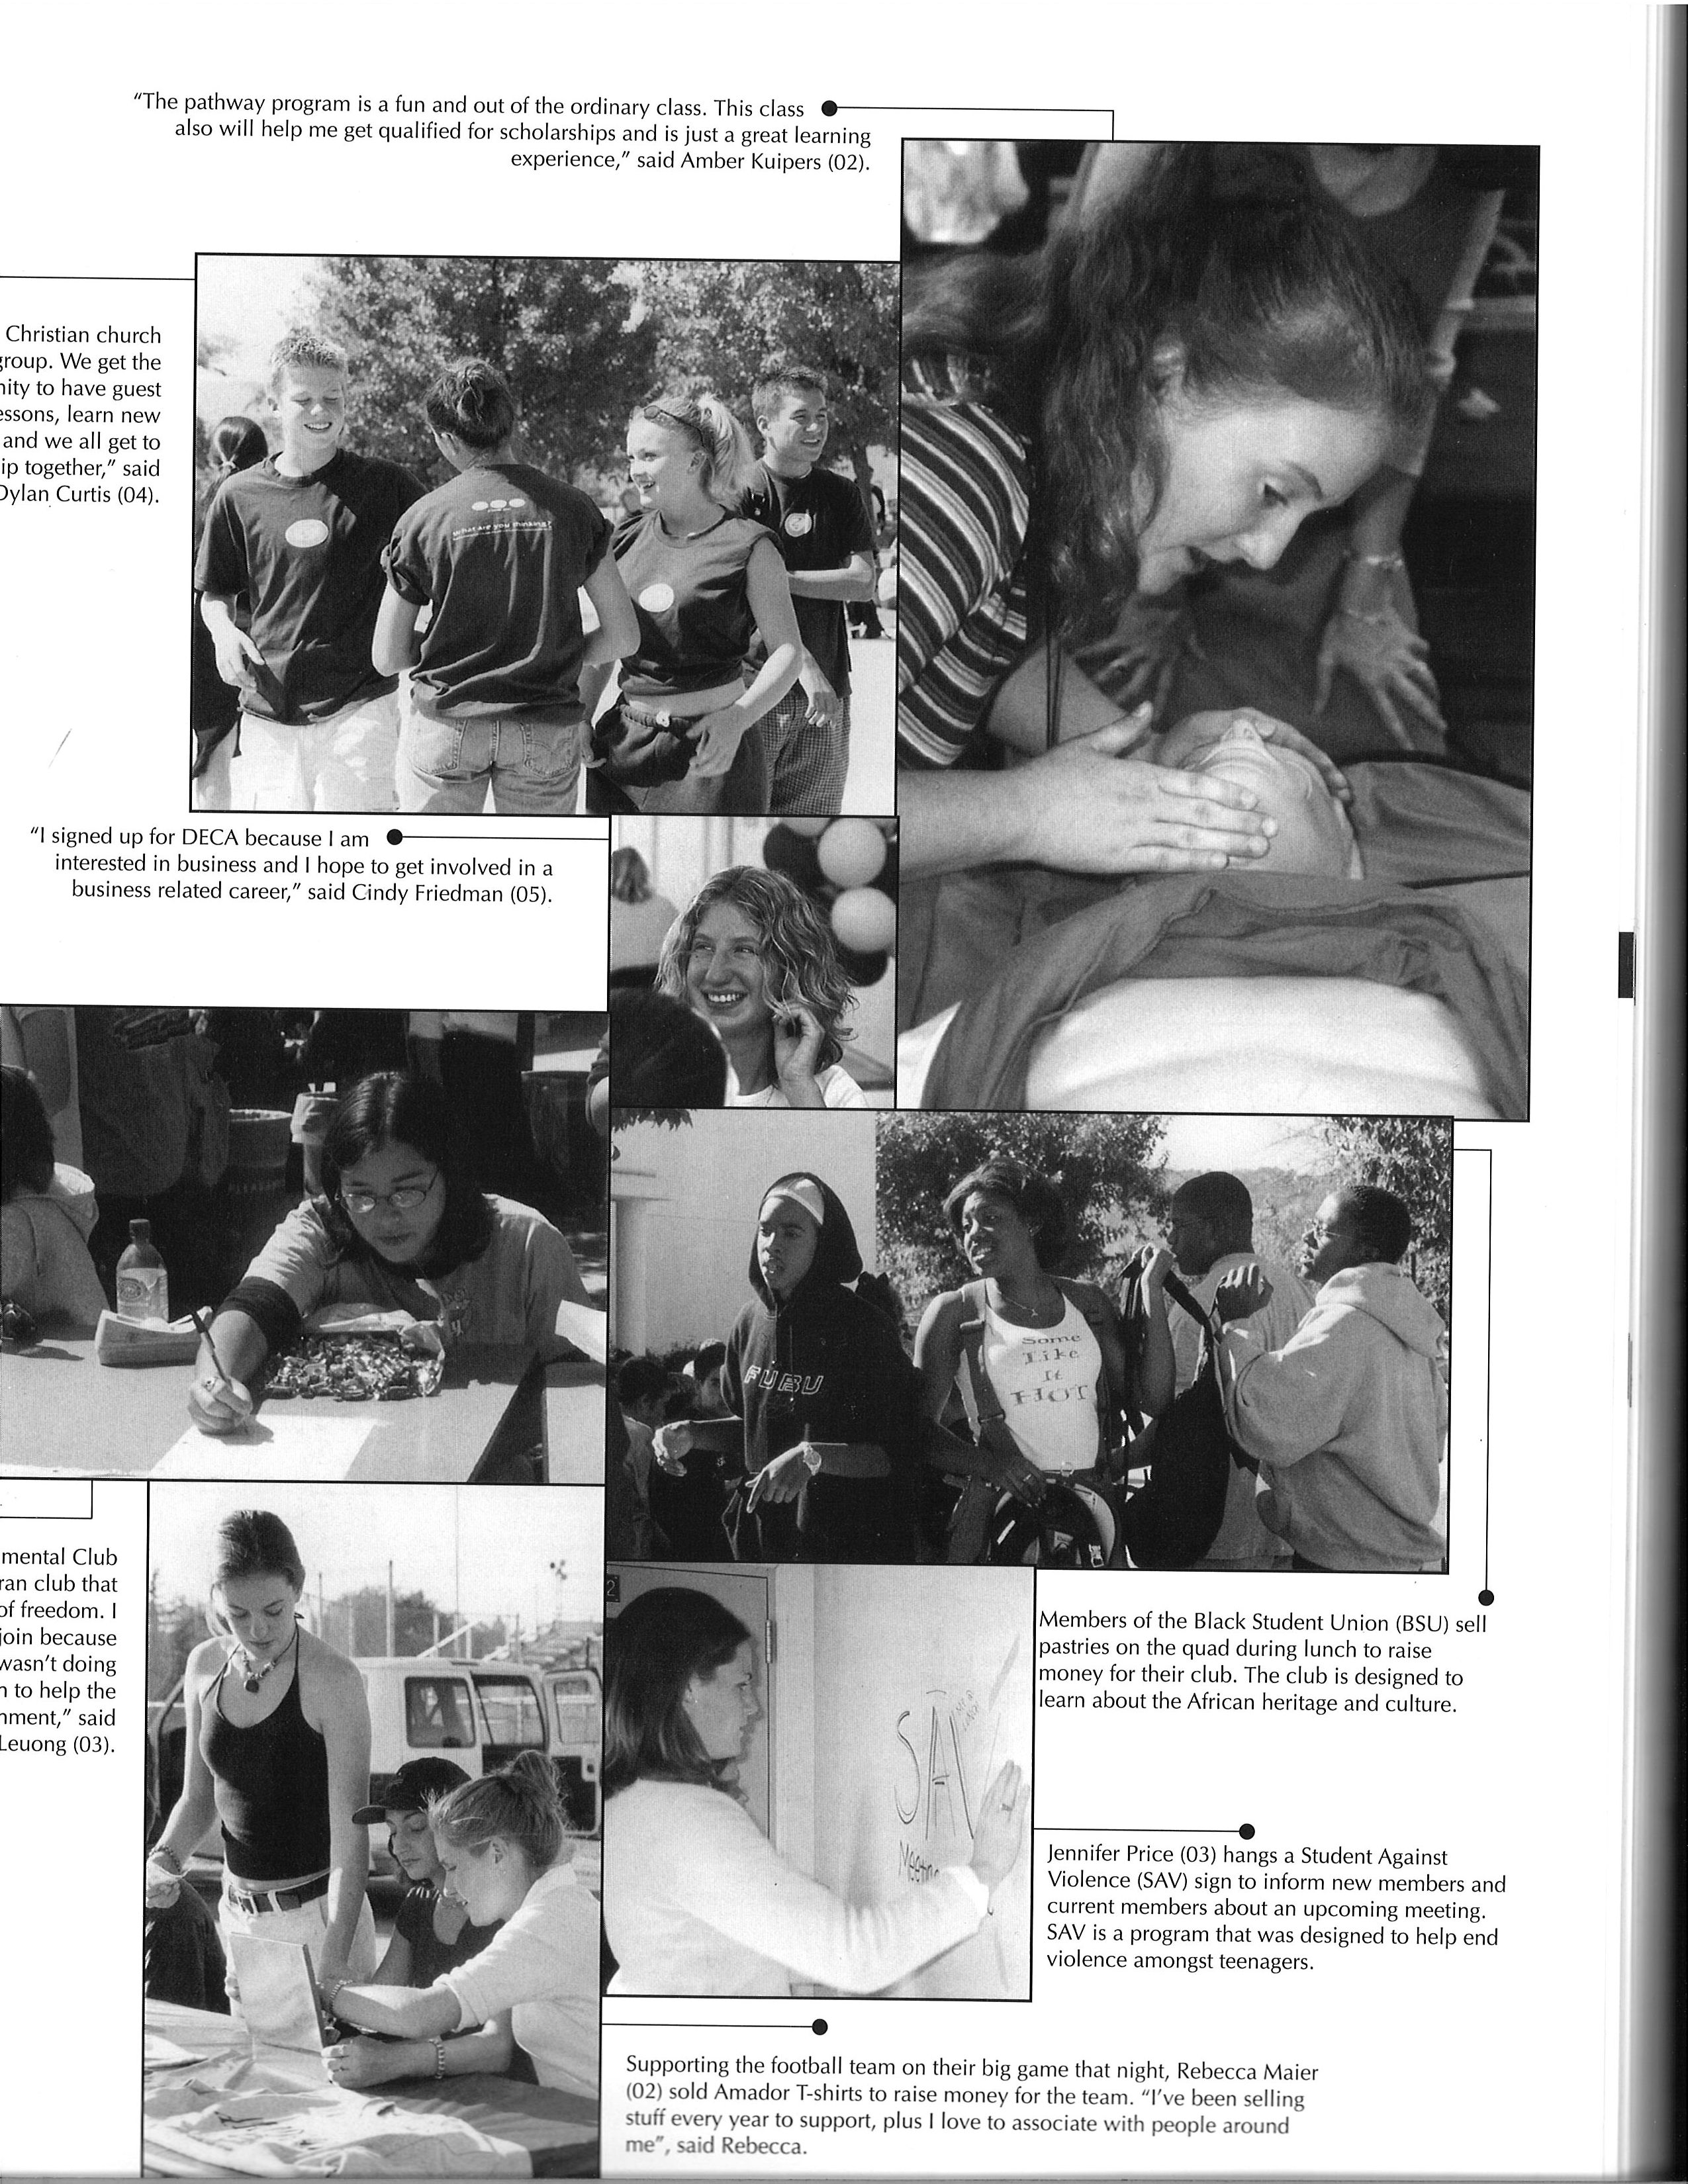 "The pathway program is a fun and out of the ordinary class. This class
also will help me get qualified for scholarships and is just a great learning
experience," said Amber Kuipers (02).
Christian church
group. We get the
to have guest
learn new
and we all get to
together," said
Dylan Curtis (04).
What are you thinking?
"I signed up for DECA because I am
interested in business and I hope to get involved in a
business related career," said Cindy Friedman (05).
FUBU
Some
Like
It
HOT
mental Club
club that
of freedom. I
join because
wasn't doing
to help the
said
Leuong (03).
2
SAV
Members of the Black Student Union (BSU) sell
pastries on the quad during lunch to raise
money for their club. The club is designed to
learn about the African heritage and culture.
Jennifer Price (03) hangs a Student Against
Violence (SAV) sign to inform new members and
current members about an upcoming meeting.
SAV is a program that was designed to help end
violence amongst teenagers.
Supporting the football team on their big game that night, Rebecca Maier
(02) sold Amador T-shirts to raise money for the team. "I've been selling
stuff every year to support, plus I love to associate with people around
me", said Rebecca.